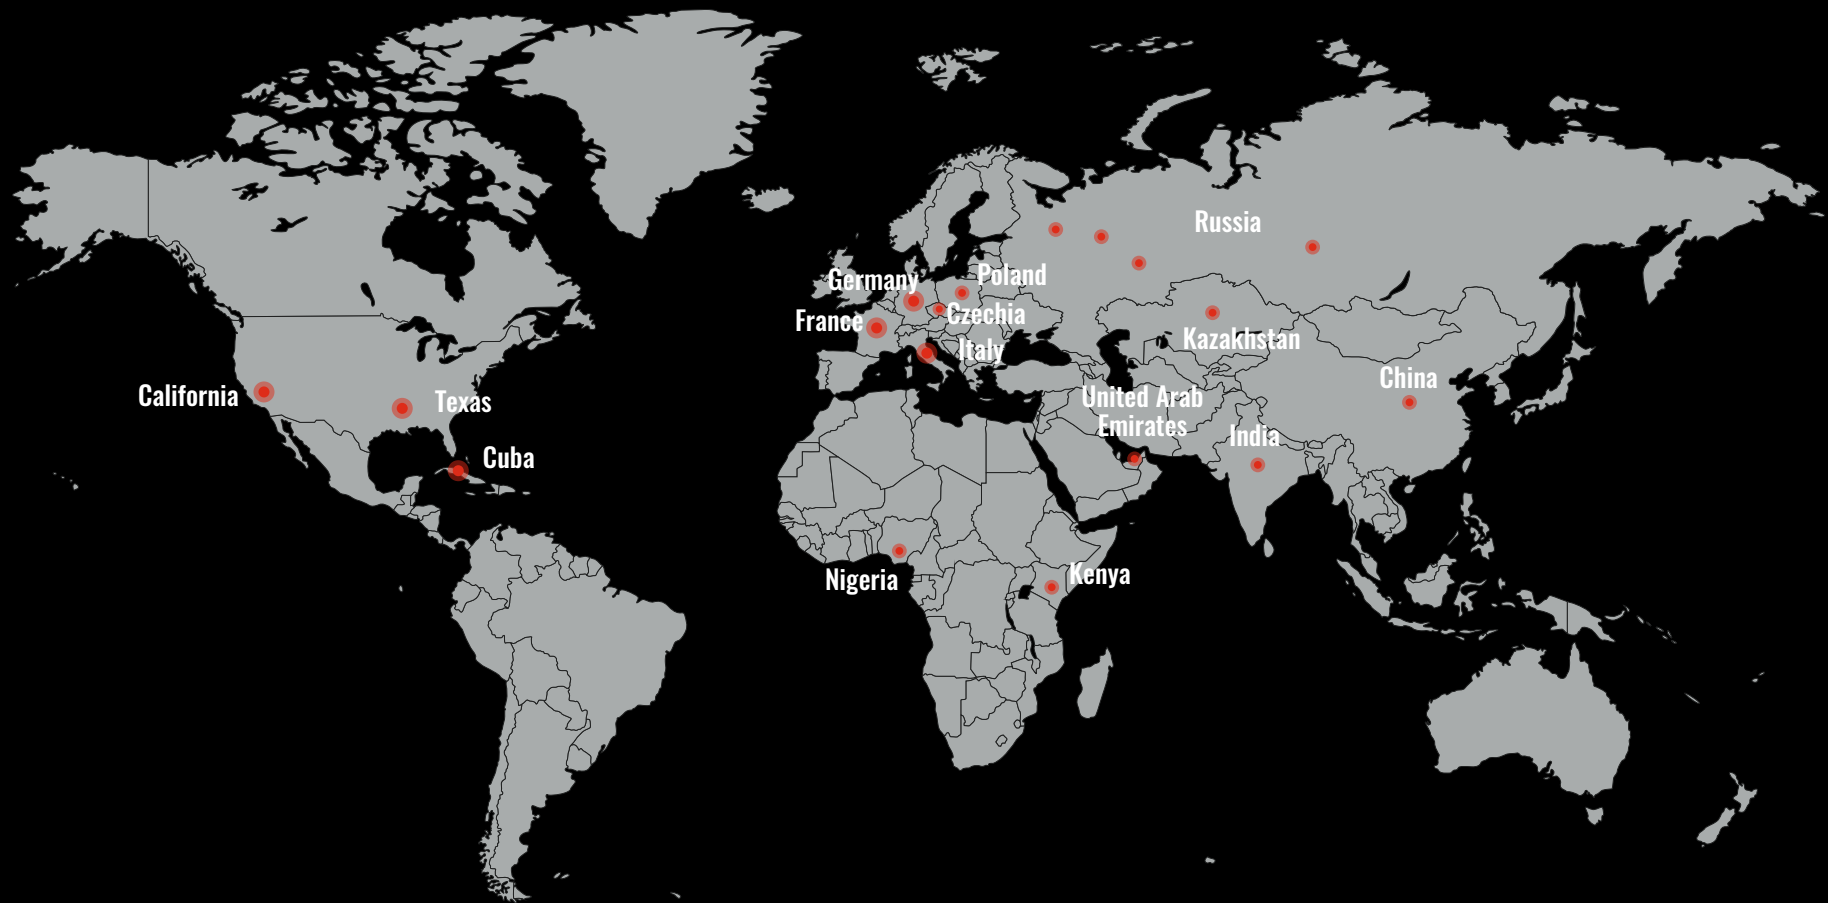 Russia
Germany
Poland
Czechia
France
Kazakhstan
Italy
China
California
Texas
United Arab
Emirates
India
Cuba
Nigeria
Kenya